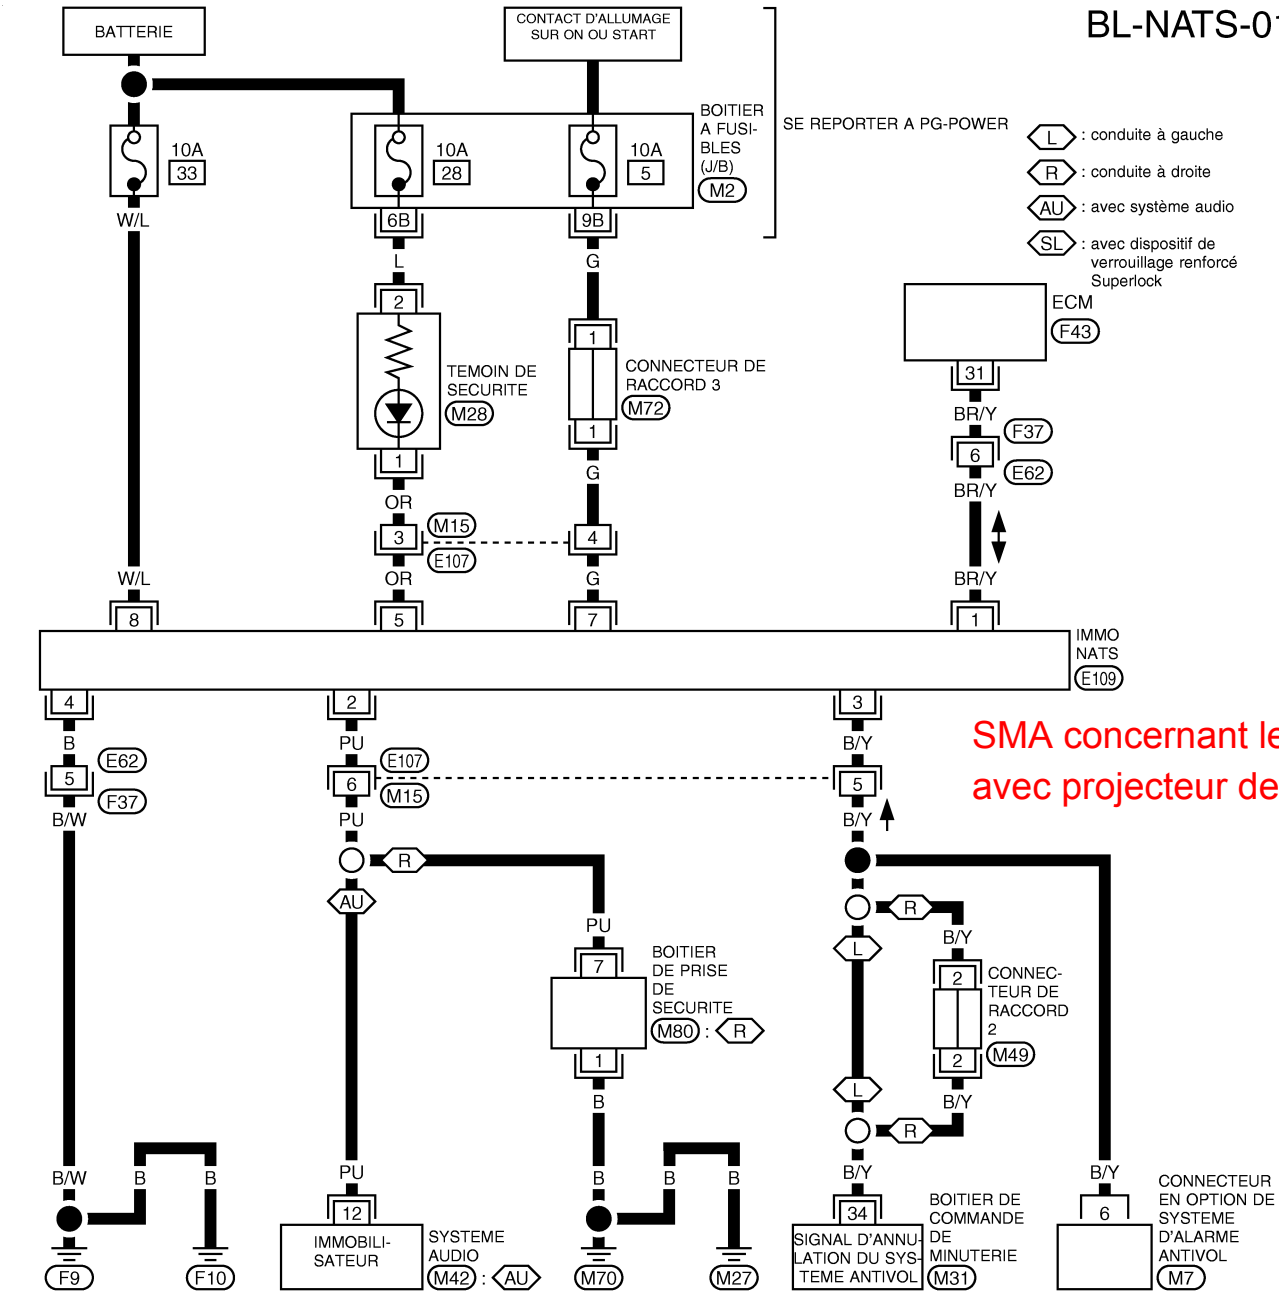 BL-NATS-01
BATTERIE
CONTACT D'ALLUMAGE
SUR ON OU START
BOITIER
A FUSI-
BLES
(J/B)
M2
SE REPORTER A PG-POWER
L : conduite à gauche
R : conduite à droite
AU : avec système audio
SL : avec dispositif de
verrouillage renforcé
Superlock
10A
33
10A
28
10A
5
W/L
6B
9B
L
G
2
1
ECM
F43
31
TEMOIN DE
SECURITE
M28
CONNECTEUR DE
RACCORD 3
M72
BR/Y
F37
1
1
6
E62
OR
G
BR/Y
3
M15
E107
4
W/L
OR
G
BR/Y
8
5
7
1
IMMO
NATS
E109
4
2
3
B
PU
B/Y
E62
E107
5
F37
6
M15
5
B/W
PU
B/Y
SMA concernant le
avec projecteur de
R
AU
R
L
PU
B/Y
7
BOITIER
DE PRISE
DE
SECURITE
M80 : R
2
CONNEC-
TEUR DE
RACCORD
2
M49
1
2
B
L
B/Y
R
B/W
B
B
PU
B
B
B
B/Y
B/Y
12
34
6
IMMOBILI-
SATEUR
SYSTEME
AUDIO
M42 : AU
SIGNAL D'ANNU-
LATION DU SYS-
TEME ANTIVOL
BOITIER DE
COMMANDE
DE
MINUTERIE
M31
CONNECTEUR
EN OPTION DE
SYSTEME
D'ALARME
ANTIVOL
M7
F9
F10
M70
M27